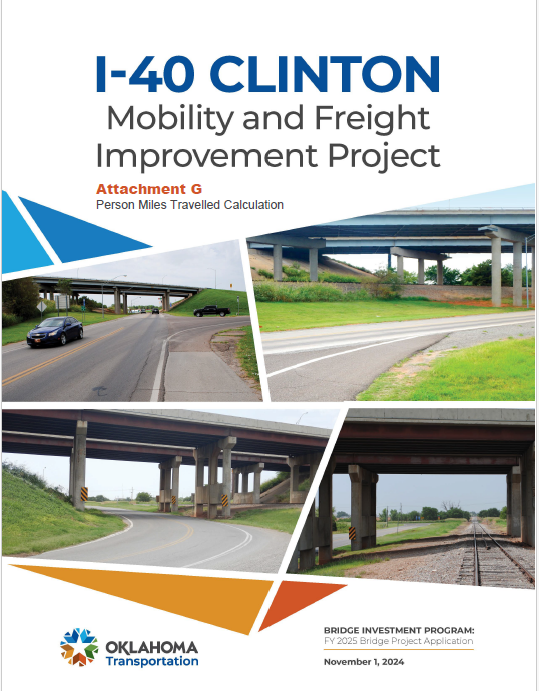 I-40 CLINTON
Mobility and Freight
Improvement Project
Attachment G
Person Miles Travelled Calculation
BRIDGE INVESTMENT PROGRAM:
FY 2025 Bridge Project Application
November 1, 2024
OKLAHOMA
Transportation